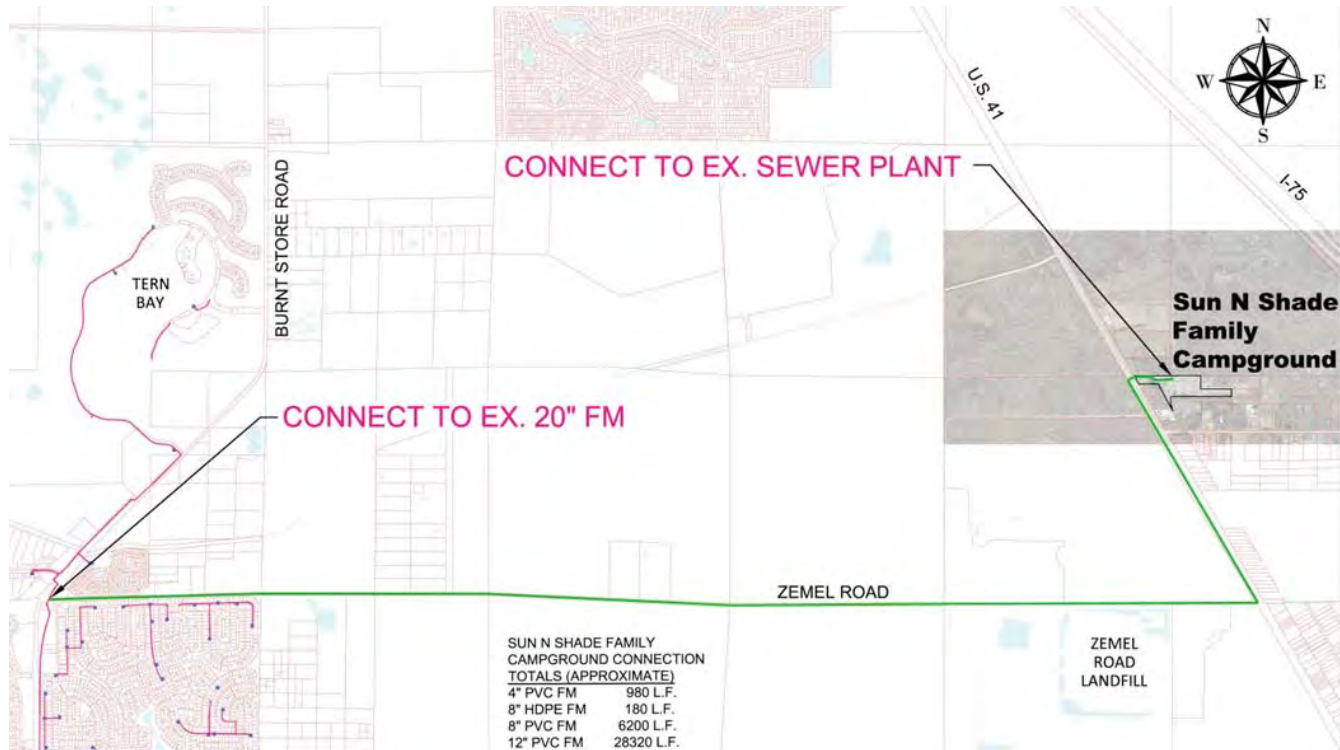 N
W
E
S
U.S. 41
I-75
CONNECT TO EX. SEWER PLANT
BURNT STORE ROAD
TERN
BAY
Sun N Shade
Family
Campground
CONNECT TO EX. 20" FM
ZEMEL ROAD
SUN N SHADE FAMILY
CAMPGROUND CONNECTION
TOTALS (APPROXIMATE)
4" PVC FM 980 L.F.
8" HDPE FM 180 L.F.
8" PVC FM 6200 L.F.
12" PVC FM 28320 L.F.
ZEMEL
ROAD
LANDFILL